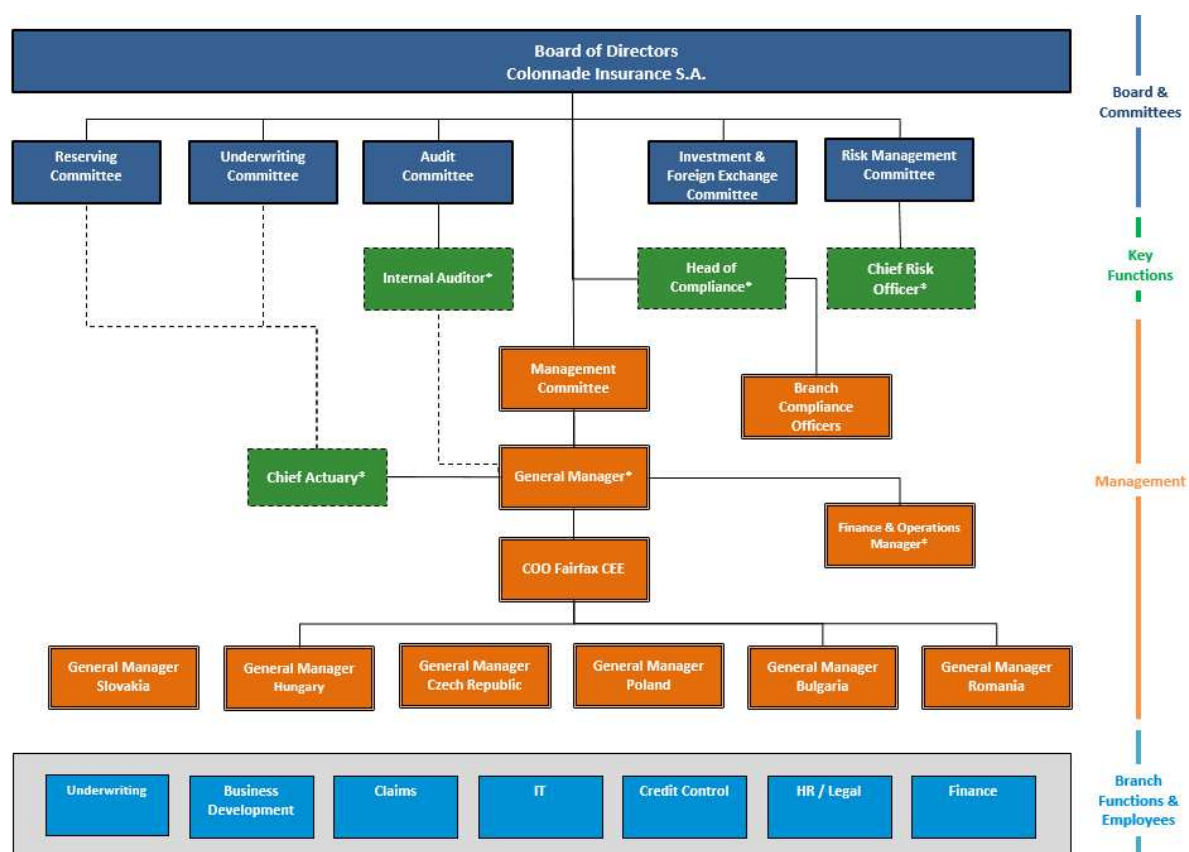 Board of Directors
Colonnade Insurance S.A.
Board &
Committees
Reserving
Committee
Underwriting
Committee
Audit
Committee
Investment &
Foreign Exchange
Committee
Risk Management
Committee
Internal Auditor*
Head of
Compliance*
Chief Risk
Officer*
Key
Functions
Management
Committee
Branch
Compliance
Officers
Chief Actuary*
General Manager*
Management
Finance & Operations
Manager*
COO Fairfax CEE
General Manager
Slovakia
General Manager
Hungary
General Manager
Czech Republic
General Manager
Poland
General Manager
Bulgaria
General Manager
Romania
Underwriting
Business
Development
Claims
IT
Credit Control
HR / Legal
Finance
Branch
Functions &
Employees